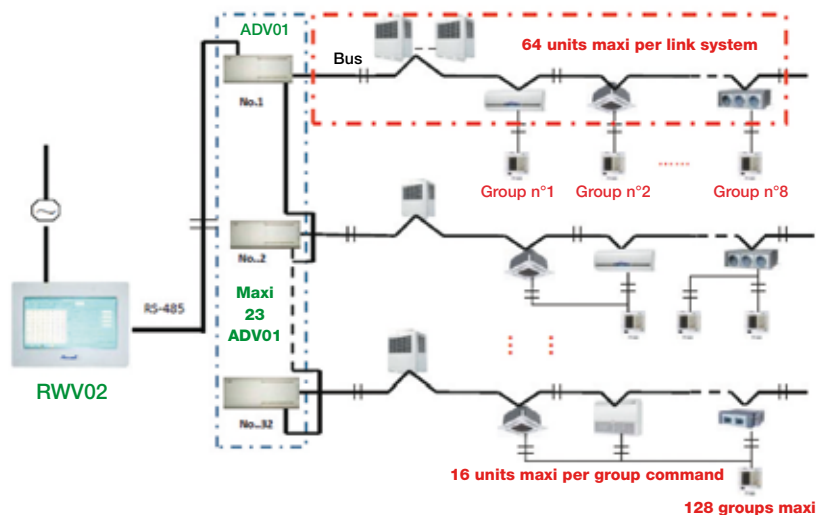 ADV01
64 units maxi per link system
Bus
No.1
Group n°1
Group n°2
Group n°8
No..2
RS-485
Maxi
23
ADV01
RWV02
No..32
16 units maxi per group command
128 groups maxi